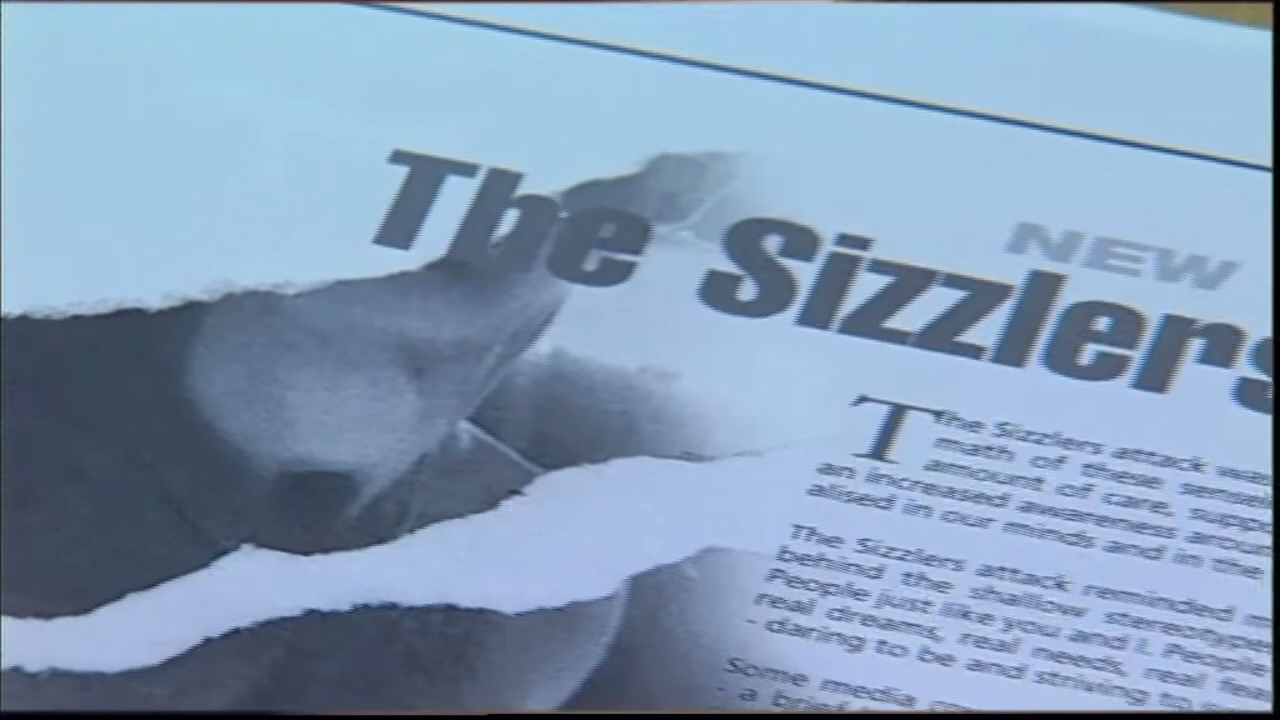 The Sizzlers
NEW
The Sizzlers attack was
math of these
amount of care,
an increased awareness
alised in our minds and in the
The Sizzlers attack reminded
behind the shallow
People just like you and I. People
real dreams, real needs, real
- daring to be and striving to
Some media